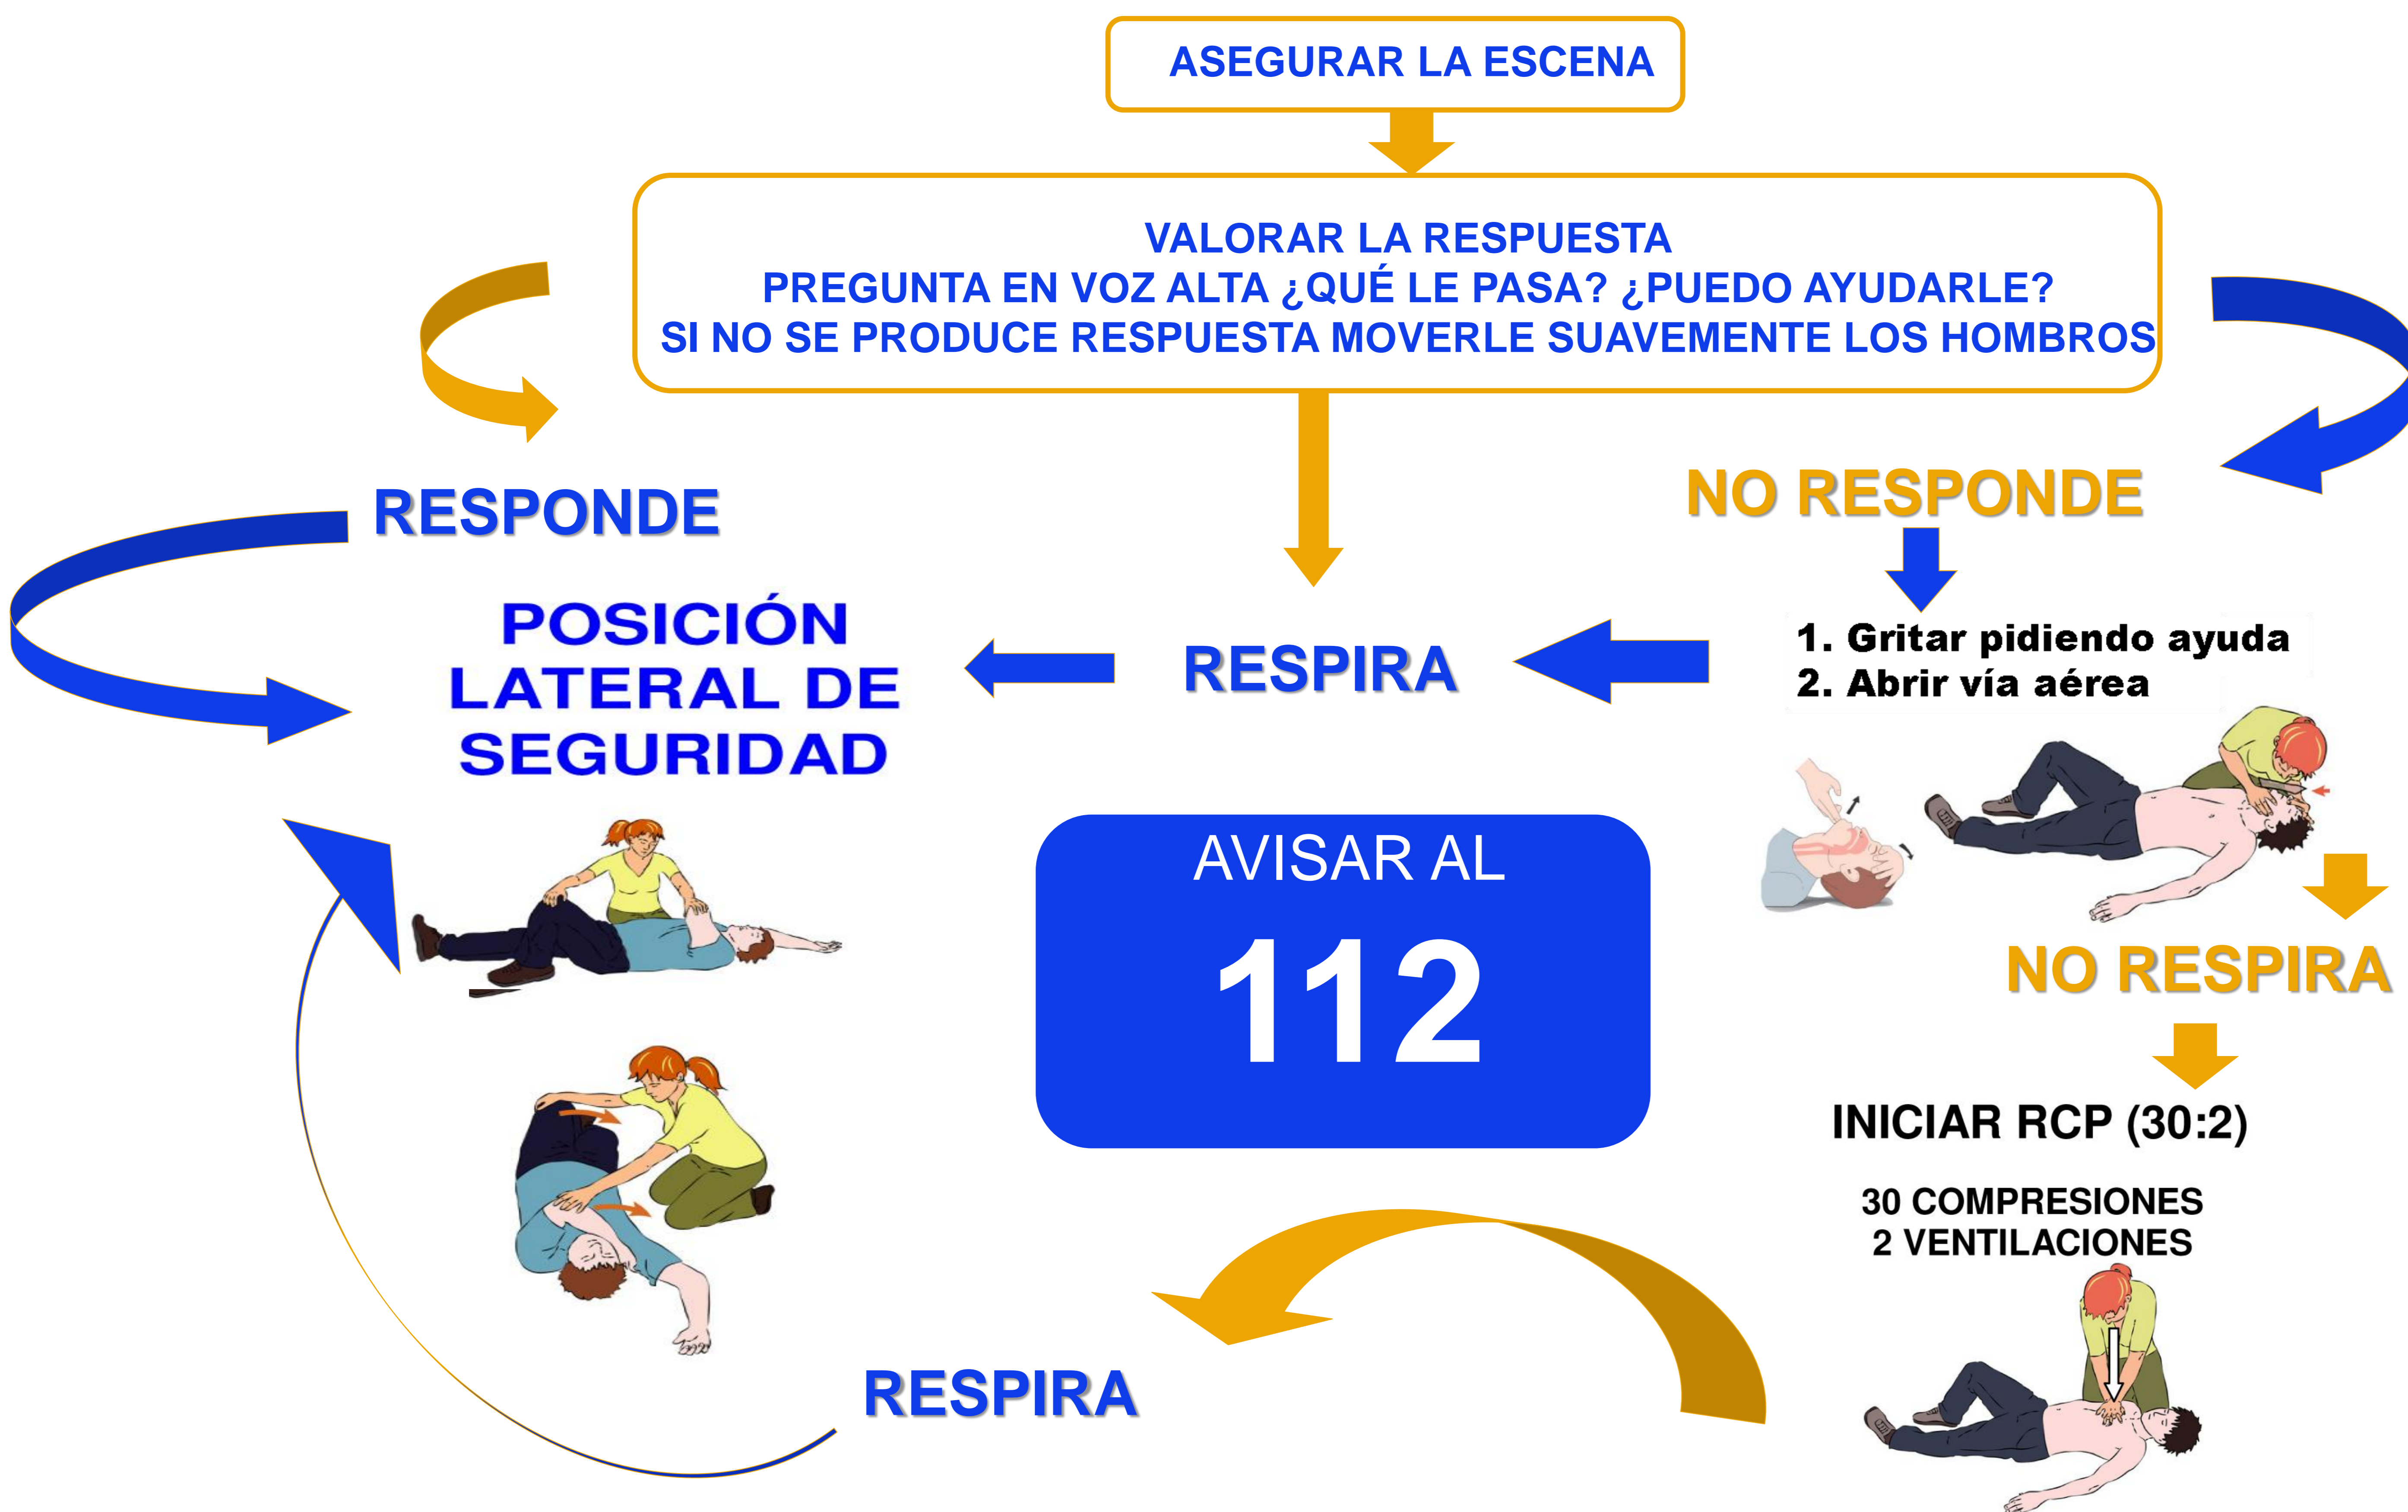 ASEGURAR LA ESCENA
VALORAR LA RESPUESTA
PREGUNTA EN VOZ ALTA ¿QUÉ LE PASA? ¿PUEDO AYUDARLE?
SI NO SE PRODUCE RESPUESTA MOVERLE SUAVEMENTE LOS HOMBROS
RESPONDE
NO RESPONDE
POSICIÓN
LATERAL DE
SEGURIDAD
RESPIRA
1. Gritar pidiendo ayuda
2. Abrir vía aérea
AVISAR AL
112
NO RESPIRA
INICIAR RCP (30:2)
30 COMPRESIONES
2 VENTILACIONES
RESPIRA